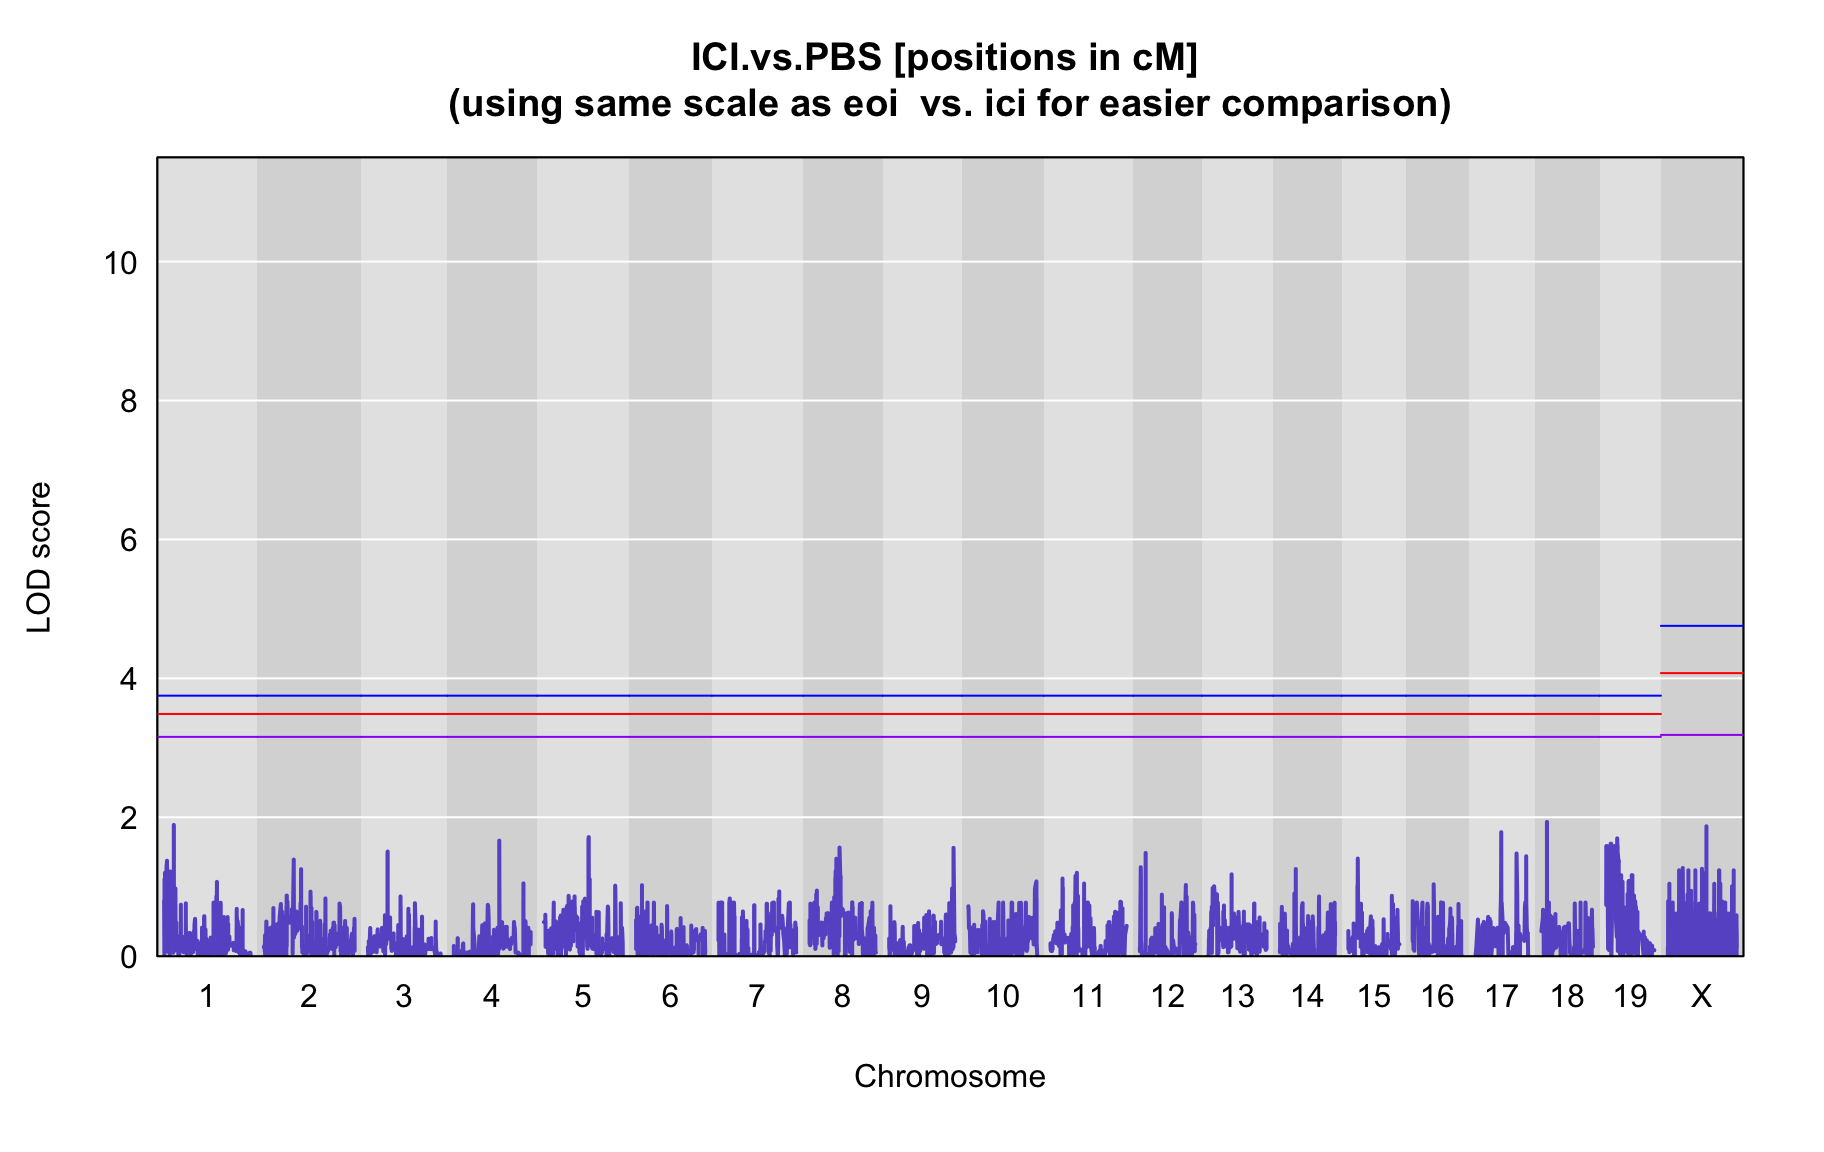 ICI.vs.PBS [positions in cM]
(using same scale as eoi  vs. ici for easier comparison)
10
8
6
4
2
0
LOD score
1 2 3 4 5 6 7 8 9 10 11 12 13 14 15 16 17 18 19 X
Chromosome